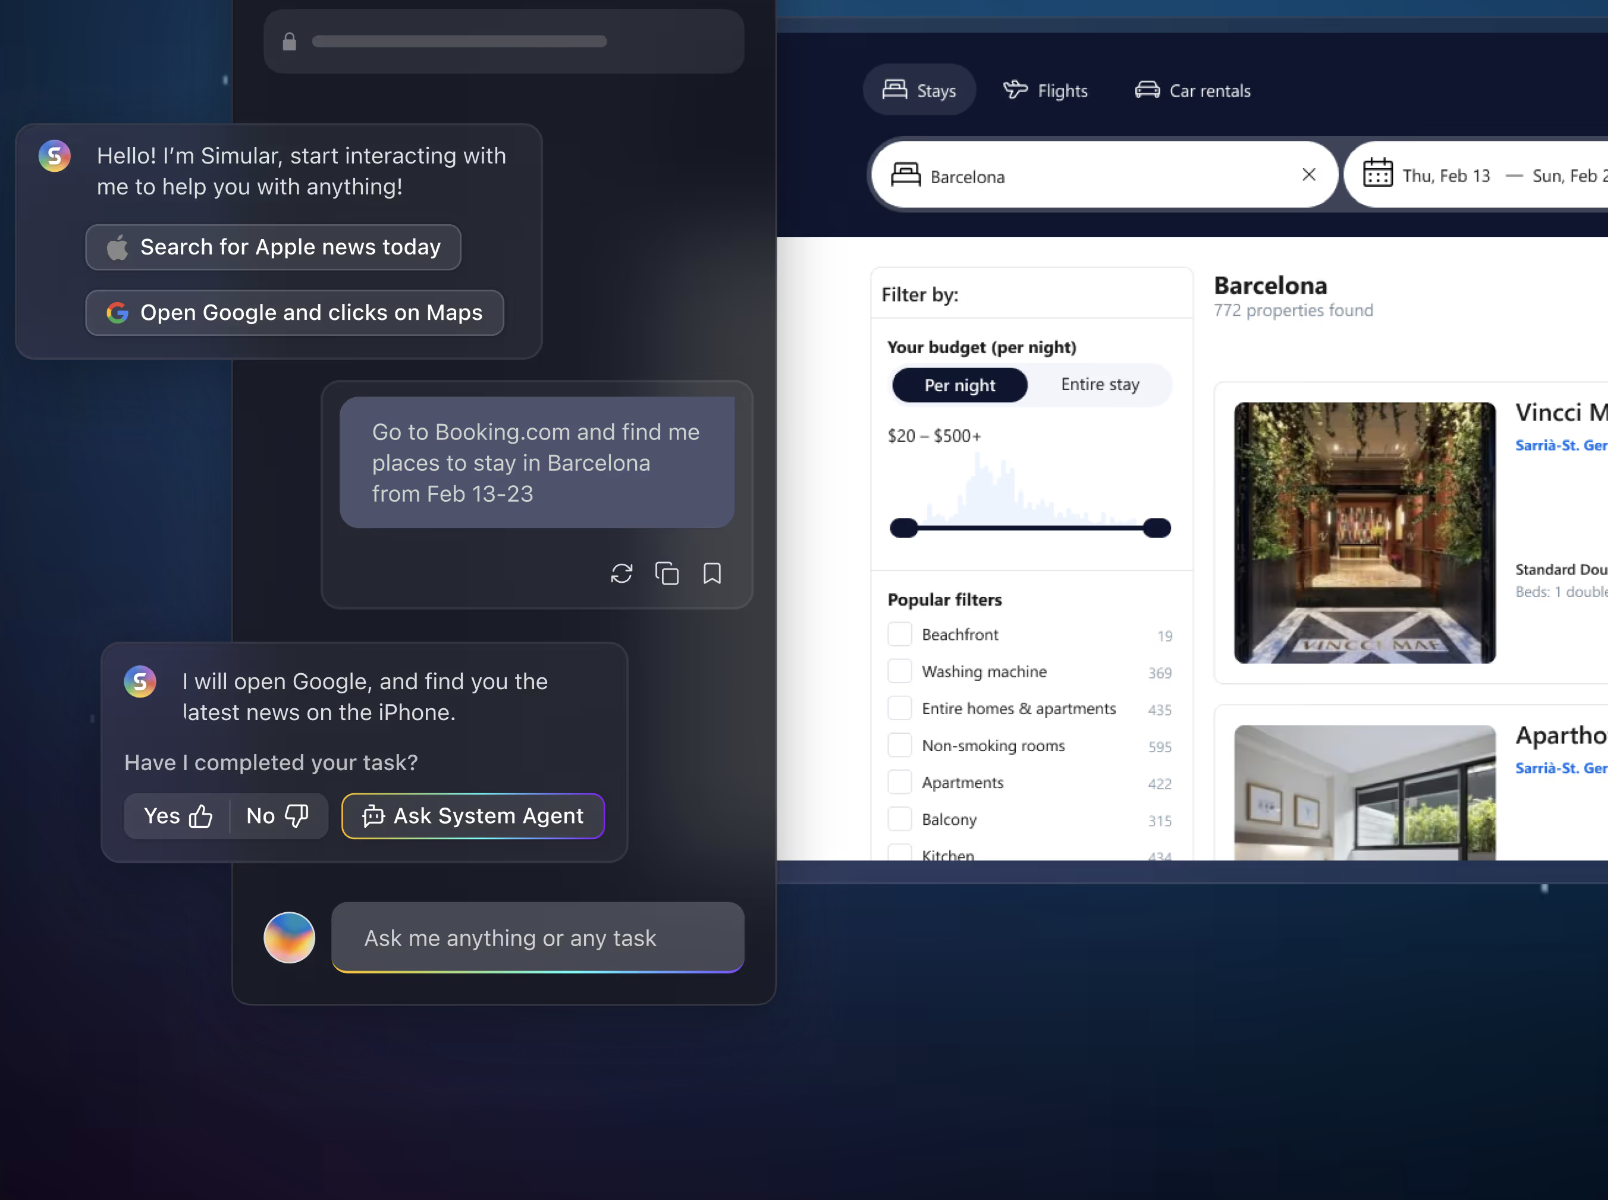 Hello! I'm Simular, start interacting with
me to help you with anything!
Search for Apple news today
Open Google and clicks on Maps
Go to Booking.com and find me
places to stay in Barcelona
from Feb 13-23
I will open Google, and find you the
latest news on the iPhone.
Have I completed your task?
Yes
No
Ask System Agent
Ask me anything or any task
Stays
Flights
Car rentals
Barcelona
Thu, Feb 13 — Sun, Feb 2
Filter by:
Your budget (per night)
Per night
Entire stay
$20 – $500+
Popular filters
Beachfront 19
Washing machine 369
Entire homes & apartments 435
Non-smoking rooms 595
Apartments 422
Balcony 315
Kitchen 434
Barcelona
772 properties found
VINCCI MAE
Vincci M
Sarrià-St. Ger
Standard Dou
Beds: 1 double
Apartho
Sarrià-St. Ger